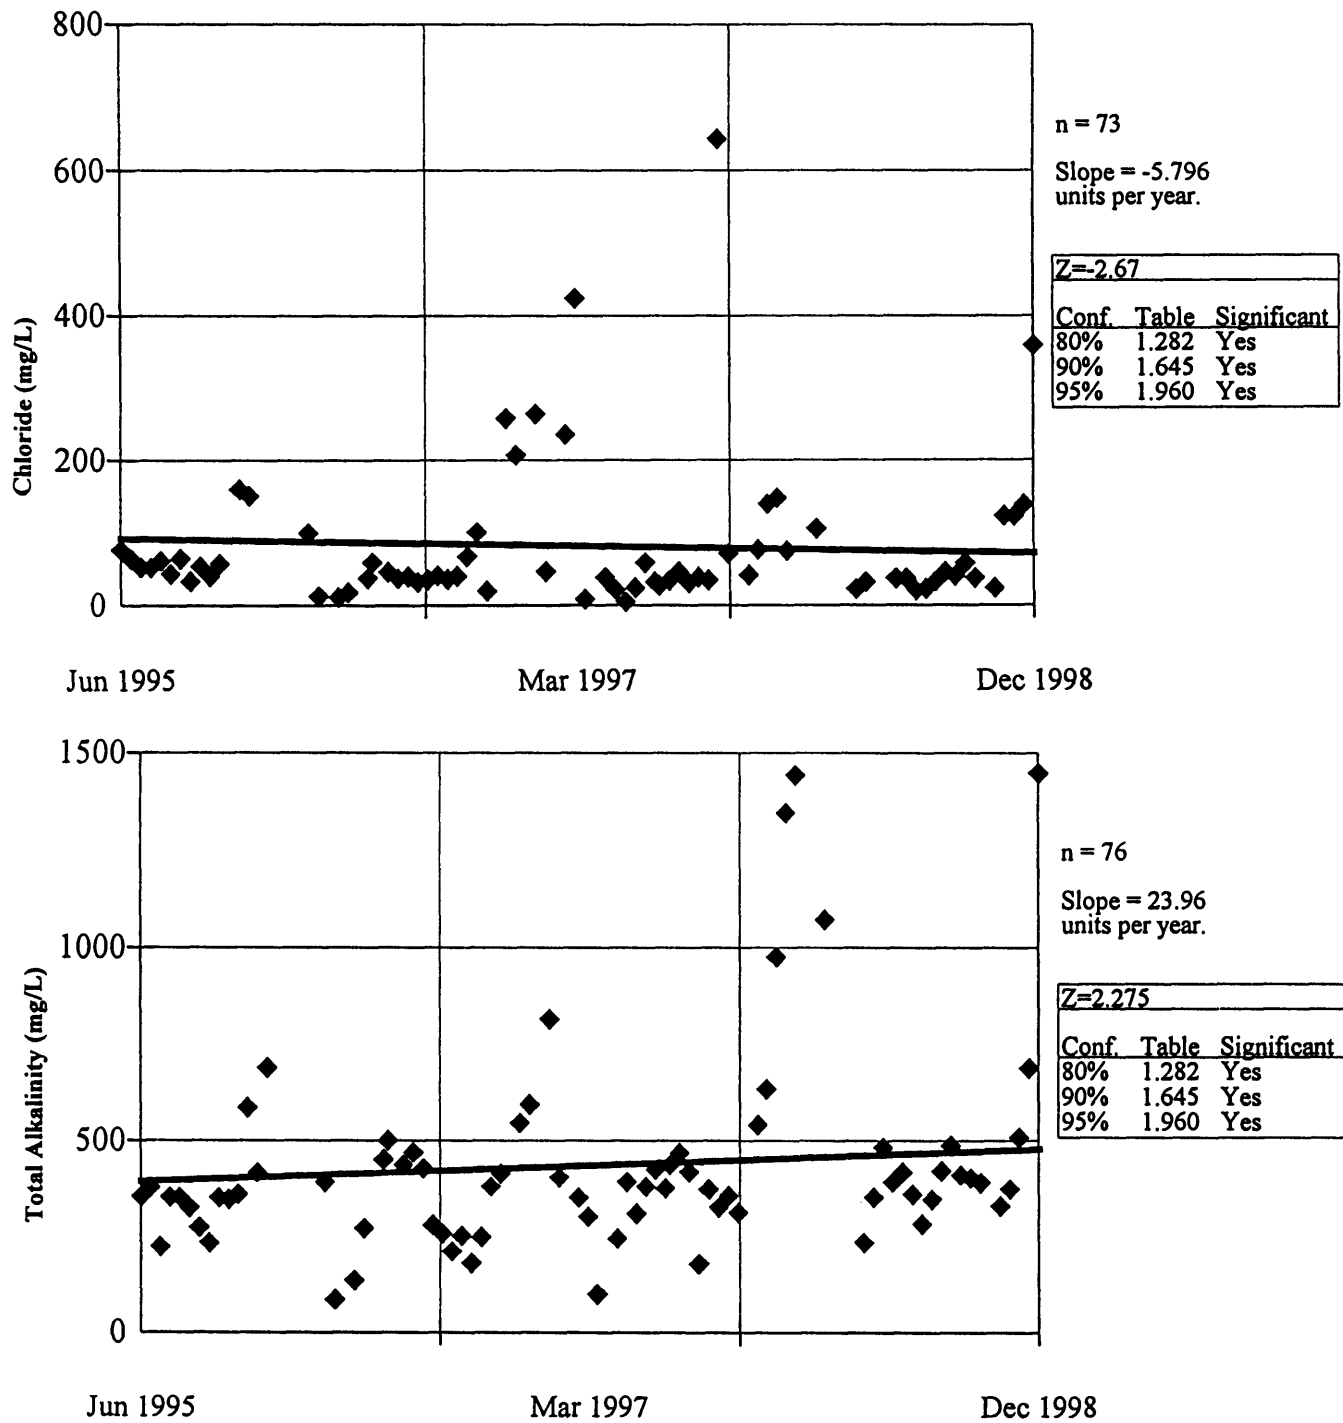 800
600
400
200
0
Chloride (mg/L)
Jun 1995
Mar 1997
Dec 1998
n = 73
Slope = -5.796
units per year.
Z=-2.67
Conf. Table Significant
80% 1.282 Yes
90% 1.645 Yes
95% 1.960 Yes
1500
1000
500
0
Total Alkalinity (mg/L)
Jun 1995
Mar 1997
Dec 1998
n = 76
Slope = 23.96
units per year.
Z=2.275
Conf. Table Significant
80% 1.282 Yes
90% 1.645 Yes
95% 1.960 Yes